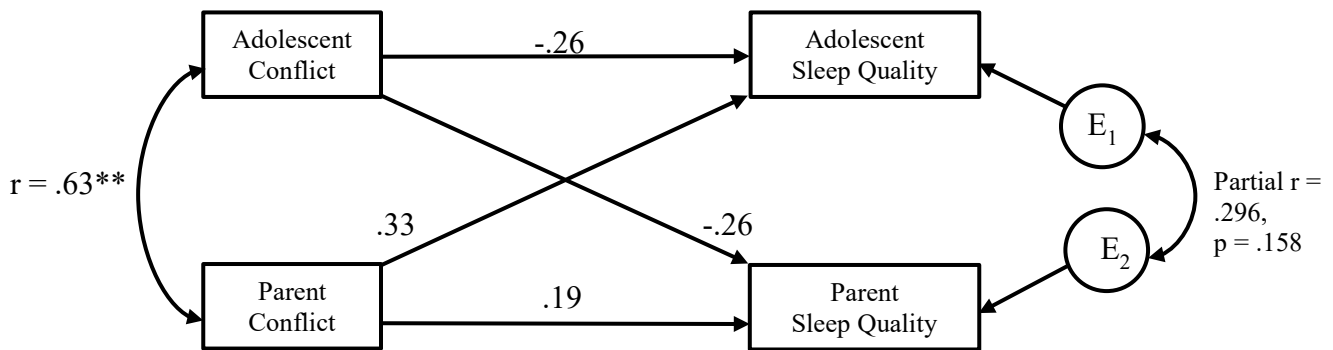 Adolescent
Conflict
-.26
Adolescent
Sleep Quality
E1
r = .63**
Partial r =
.296,
p = .158
.33
-.26
E2
Parent
Conflict
.19
Parent
Sleep Quality